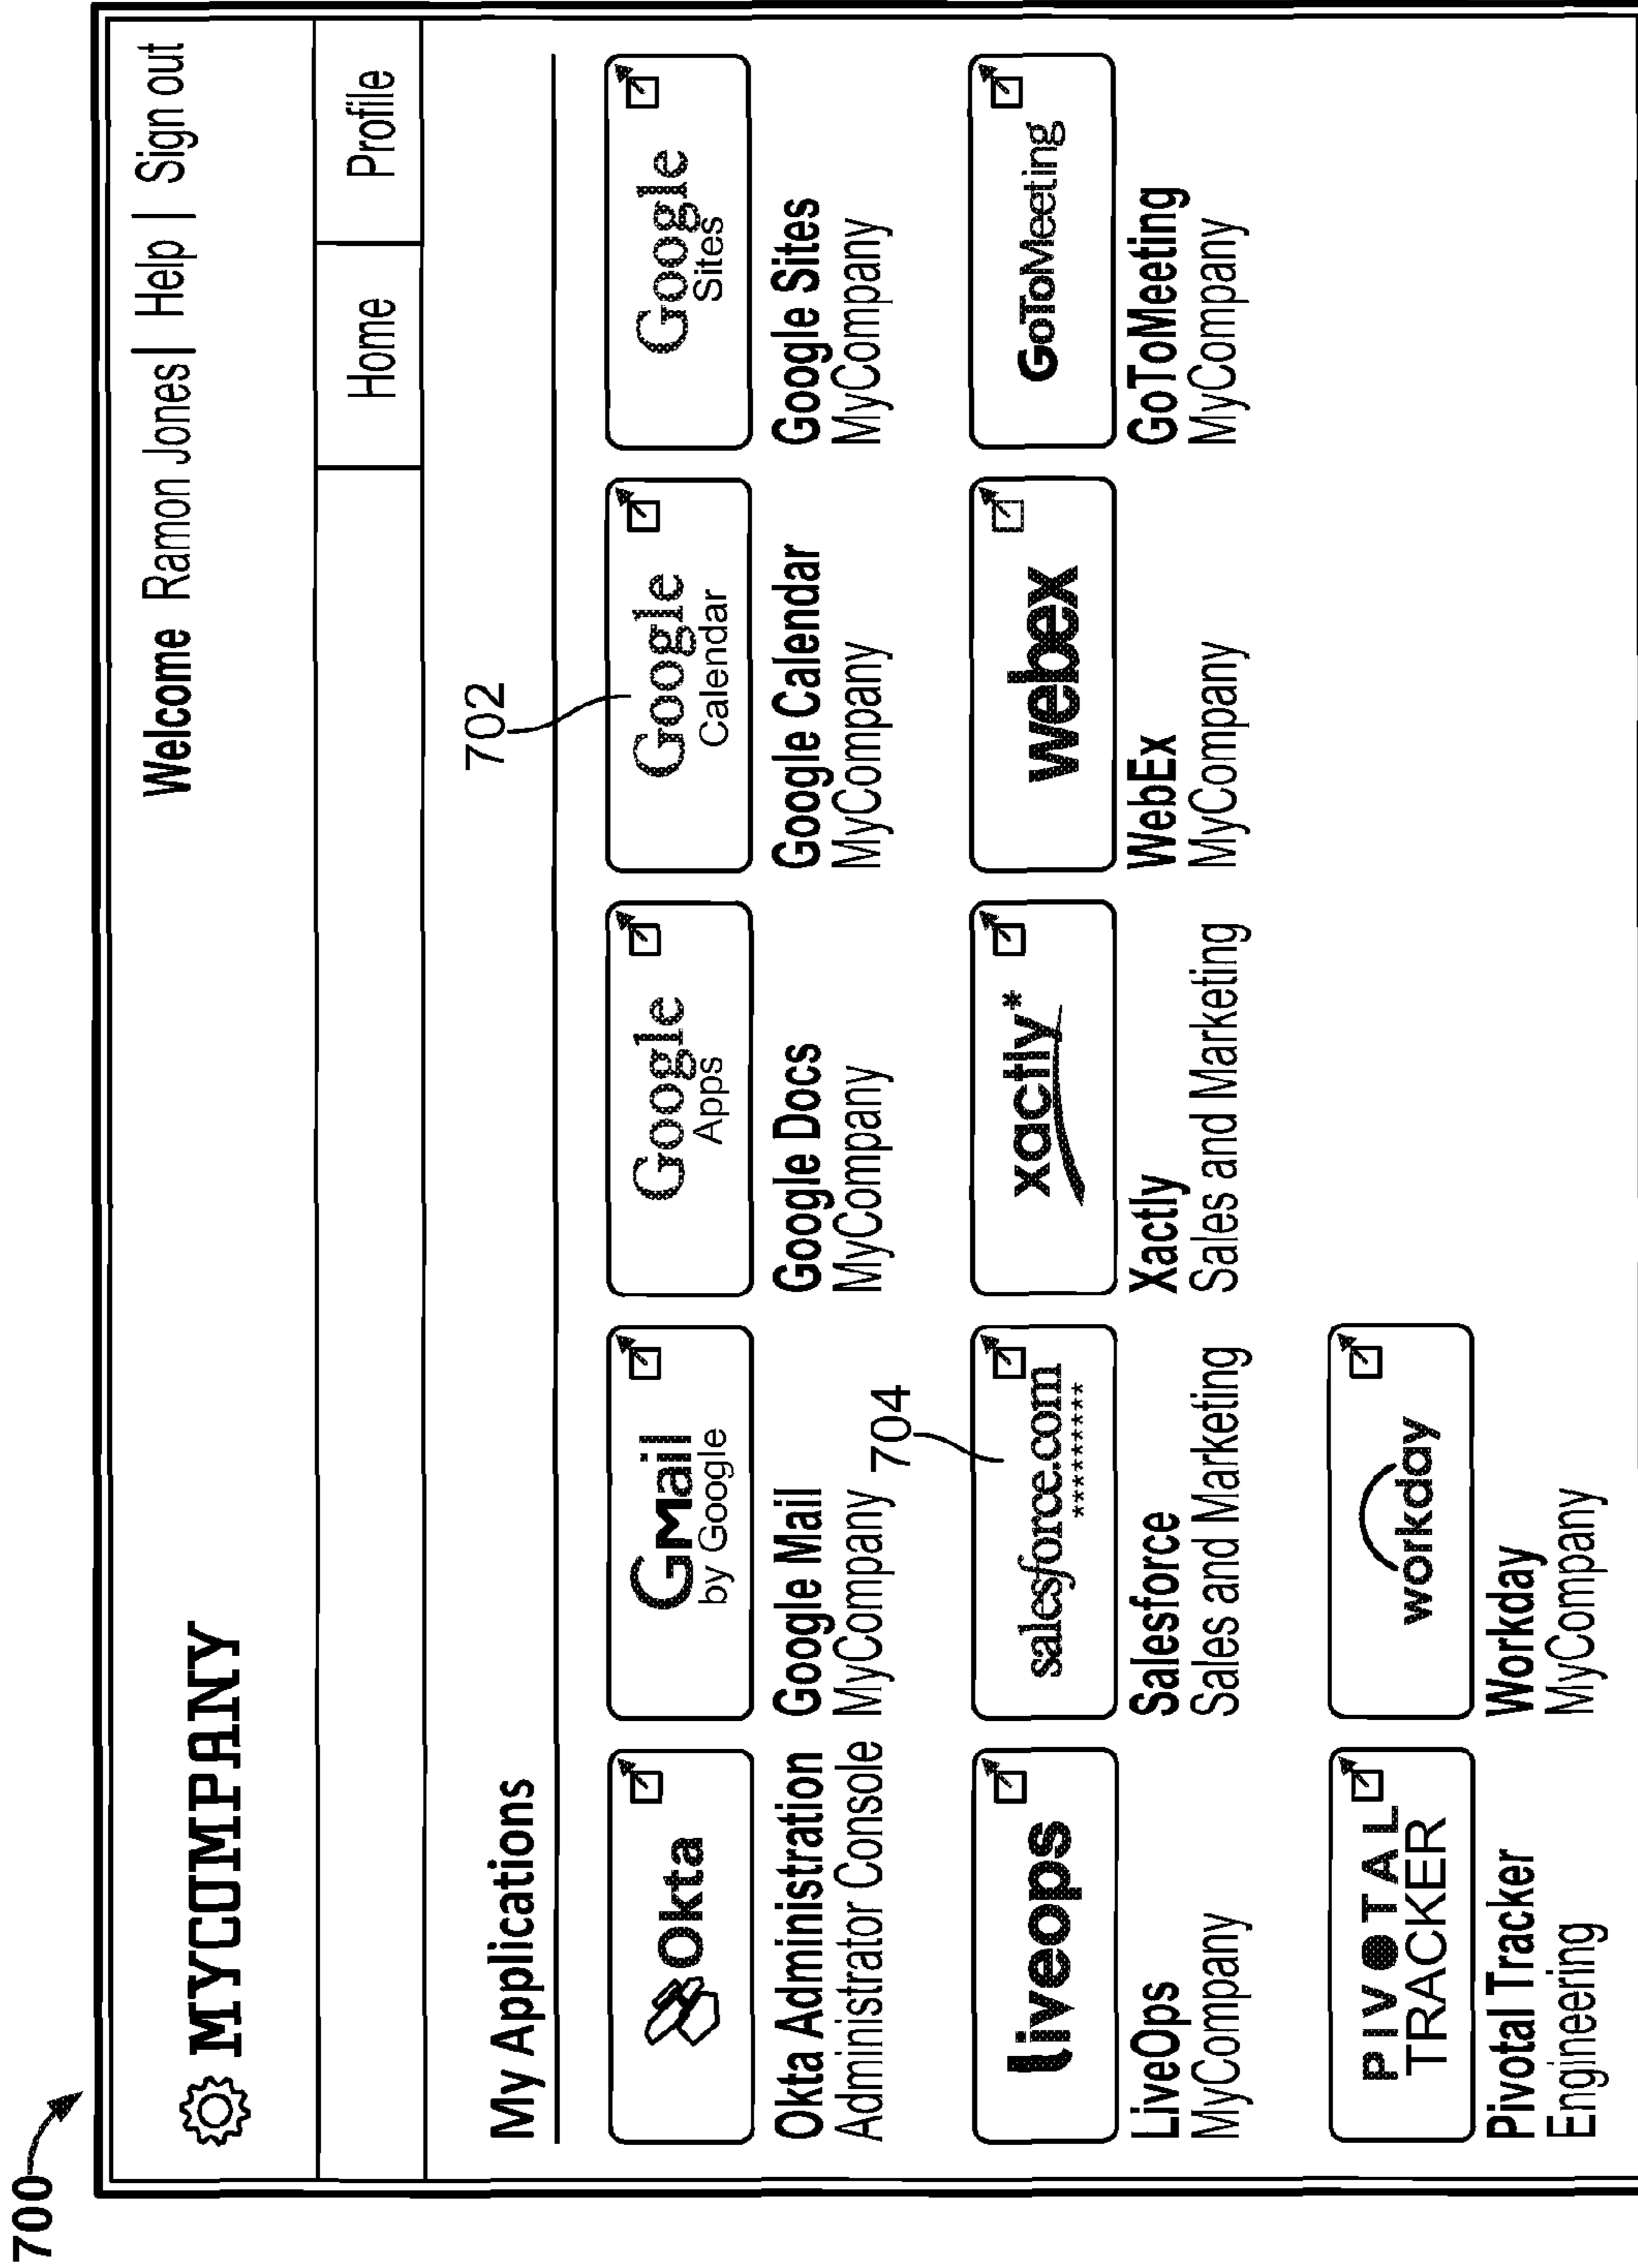 700
MYCOMPANY
Welcome Ramon Jones | Help | Sign out
Home Profile
My Applications
702
okta
GMail
by Google
Google
Apps
Google
Calendar
Google
Sites
Okta Administration
Administrator Console
Google Mail
MyCompany
Google Docs
MyCompany
Google Calendar
MyCompany
Google Sites
MyCompany
704
liveops
salesforce.com
*********
xactly*
webex
GoToMeeting
LiveOps
MyCompany
Salesforce
Sales and Marketing
Xactly
Sales and Marketing
WebEx
MyCompany
GoToMeeting
MyCompany
PIVOTAL
TRACKER
workday
Pivotal Tracker
Engineering
Workday
MyCompany